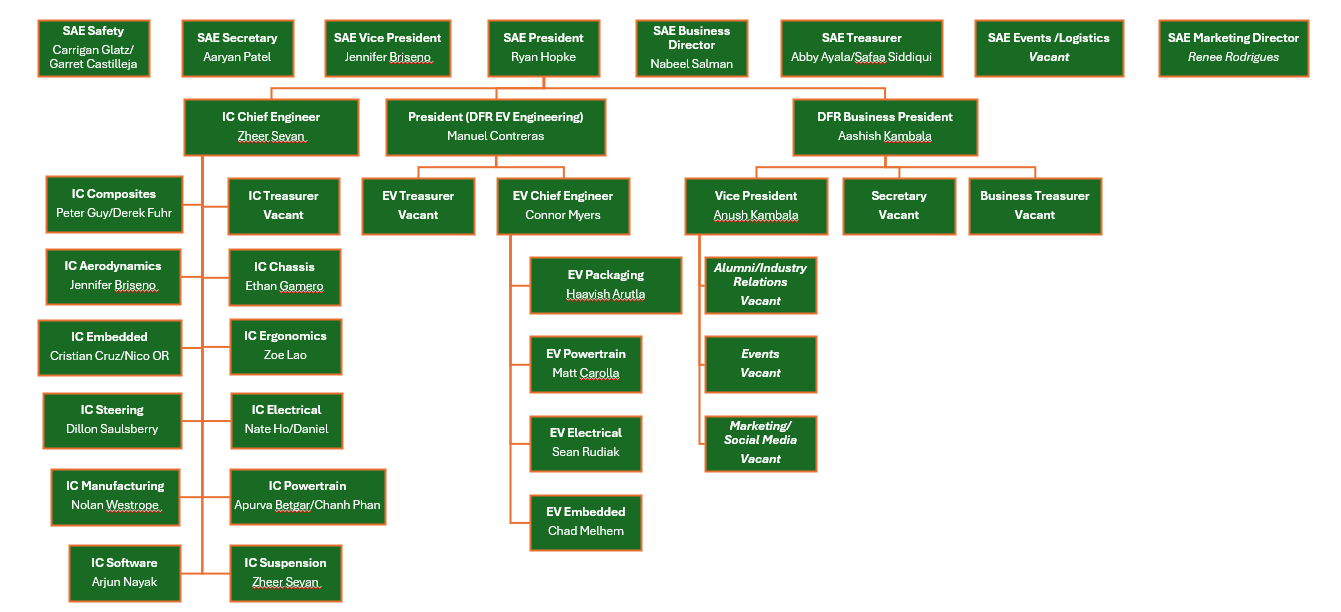 SAE Safety
Carrigan Glatz/
Garret Castilleja
SAE Secretary
Aaryan Patel
SAE Vice President
Jennifer Briseno
SAE President
Ryan Hopke
SAE Business
Director
Nabeel Salman
SAE Treasurer
Abby Ayala/Safaa Siddiqui
SAE Events /Logistics
Vacant
SAE Marketing Director
Renee Rodrigues
IC Chief Engineer
Zheer Sevan
President (DFR EV Engineering)
Manuel Contreras
DFR Business President
Aashish Kambala
IC Composites
Peter Guy/Derek Fuhr
IC Treasurer
Vacant
EV Treasurer
Vacant
EV Chief Engineer
Connor Myers
Vice President
Anush Kambala
Secretary
Vacant
Business Treasurer
Vacant
IC Aerodynamics
Jennifer Briseno
IC Chassis
Ethan Gamero
EV Packaging
Haavish Arutla
Alumni/Industry
Relations
Vacant
IC Embedded
Cristian Cruz/Nico OR
IC Ergonomics
Zoe Lao
EV Powertrain
Matt Carolla
Events
Vacant
IC Steering
Dillon Saulsberry
IC Electrical
Nate Ho/Daniel
EV Electrical
Sean Rudiak
Marketing/
Social Media
Vacant
IC Manufacturing
Nolan Westrope
IC Powertrain
Apurva Betgar/Chanh Phan
EV Embedded
Chad Melhem
IC Software
Arjun Nayak
IC Suspension
Zheer Sevan